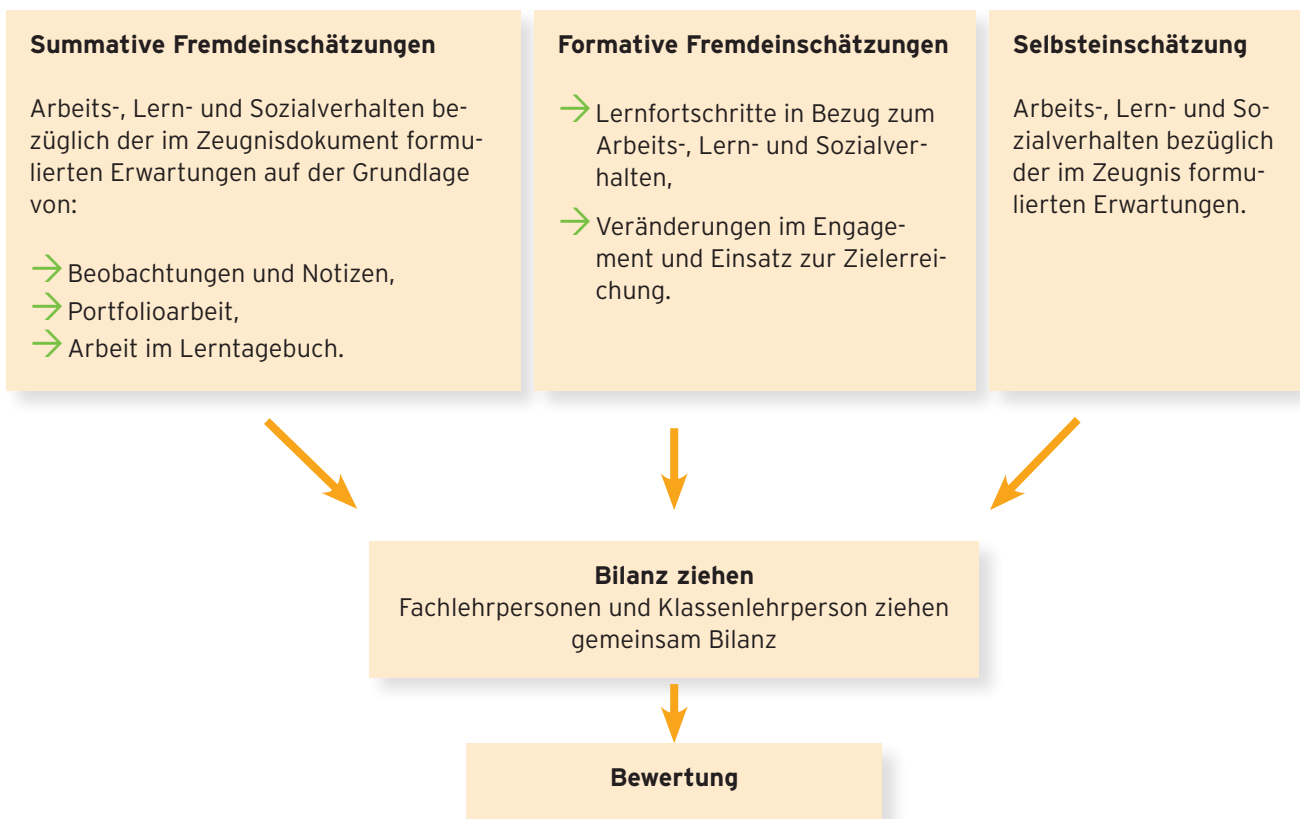 Summative Fremdeinschätzungen
Arbeits-, Lern- und Sozialverhalten be-
züglich der im Zeugnisdokument formu-
lierten Erwartungen auf der Grundlage
von:
→ Beobachtungen und Notizen,
→ Portfolioarbeit,
→ Arbeit im Lerntagebuch.
Formative Fremdeinschätzungen
→ Lernfortschritte in Bezug zum
Arbeits-, Lern- und Sozialver-
halten,
→ Veränderungen im Engage-
ment und Einsatz zur Zielerrei-
chung.
Selbsteinschätzung
Arbeits-, Lern- und So-
zialverhalten bezüglich
der im Zeugnis formu-
lierten Erwartungen.
Bilanz ziehen
Fachlehrpersonen und Klassenlehrperson ziehen
gemeinsam Bilanz
Bewertung